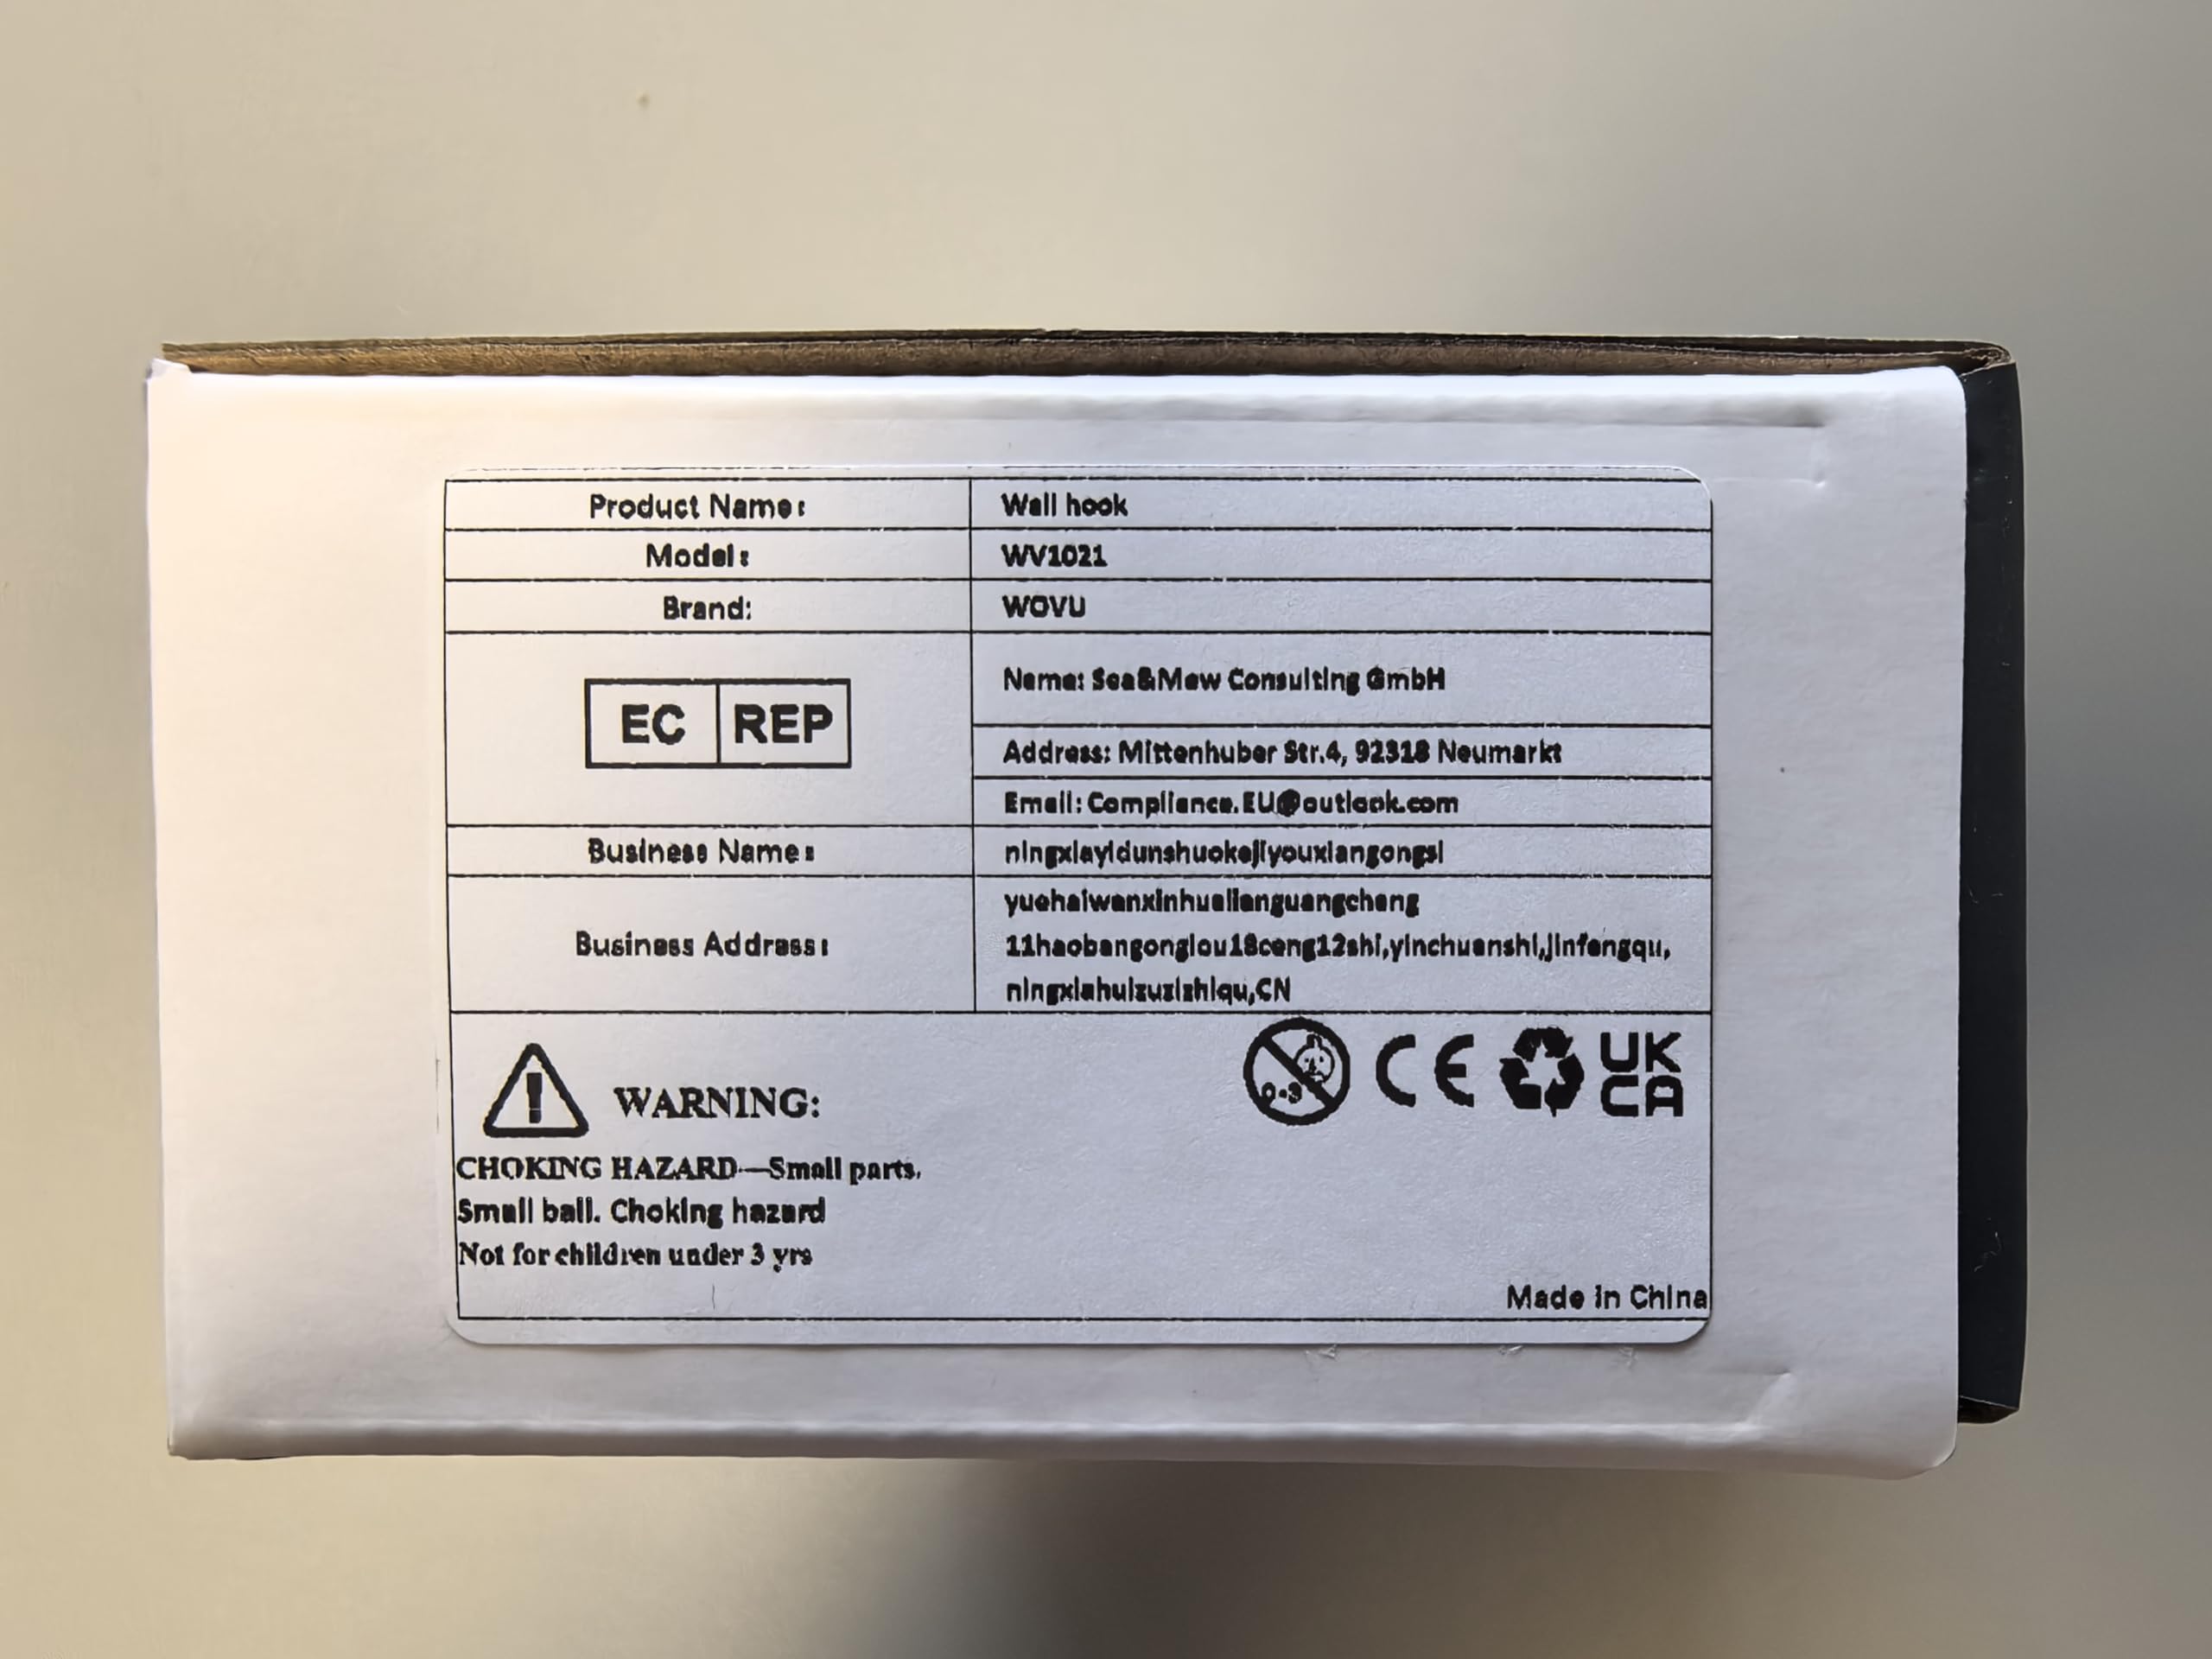 Product Name: Wall hook
Model: WV1021
Brand: WOVU
EC REP
Name: Sea&Mew Consulting GmbH
Address: Mittenhuber Str.4, 92318 Neumarkt
Email: Compliance.EU@outlook.com
Business Name: ningxiayidunshuokejiyouxiangongsi
Business Address: yuehaiwanxinhualianguangchang
11haobangonglou18ceng12shi,yinchuanshi,jinfengqu,
ningxiahuizuzizhiqu,CN
0-3 CE UK
CA
WARNING:
CHOKING HAZARD—Small parts.
Small ball. Choking hazard
Not for children under 3 yrs
Made in China